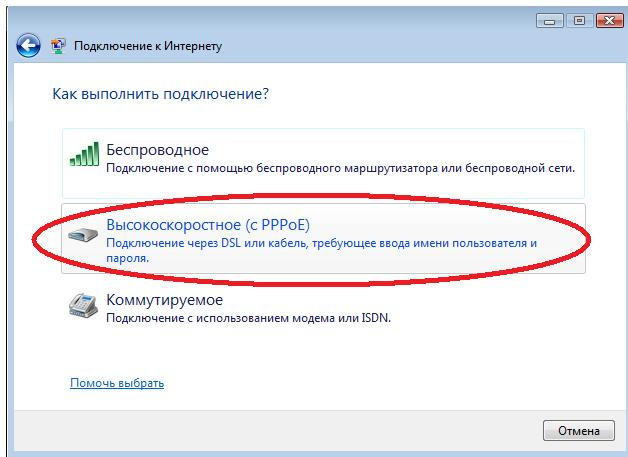 Подключение к Интернету
Как выполнить подключение?
Беспроводное
Подключение с помощью беспроводного маршрутизатора или беспроводной сети.
Высокоскоростное (с PPPoE)
Подключение через DSL или кабель, требующее ввода имени пользователя и
пароля.
Коммутируемое
Подключение с использованием модема или ISDN.
Помочь выбрать
Отмена